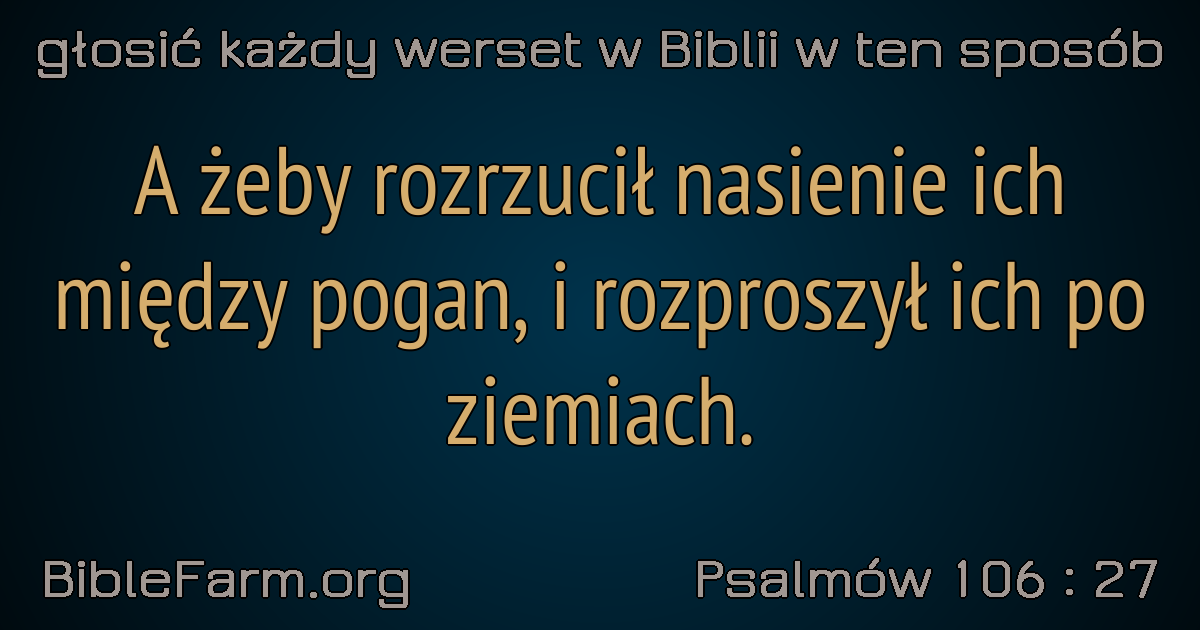 głosić każdy werset w Biblii w ten sposób
A żeby rozrzucił nasienie ich
między pogan, i rozproszył ich po
ziemiach.
BibleFarm.org
Psalmów 106 : 27